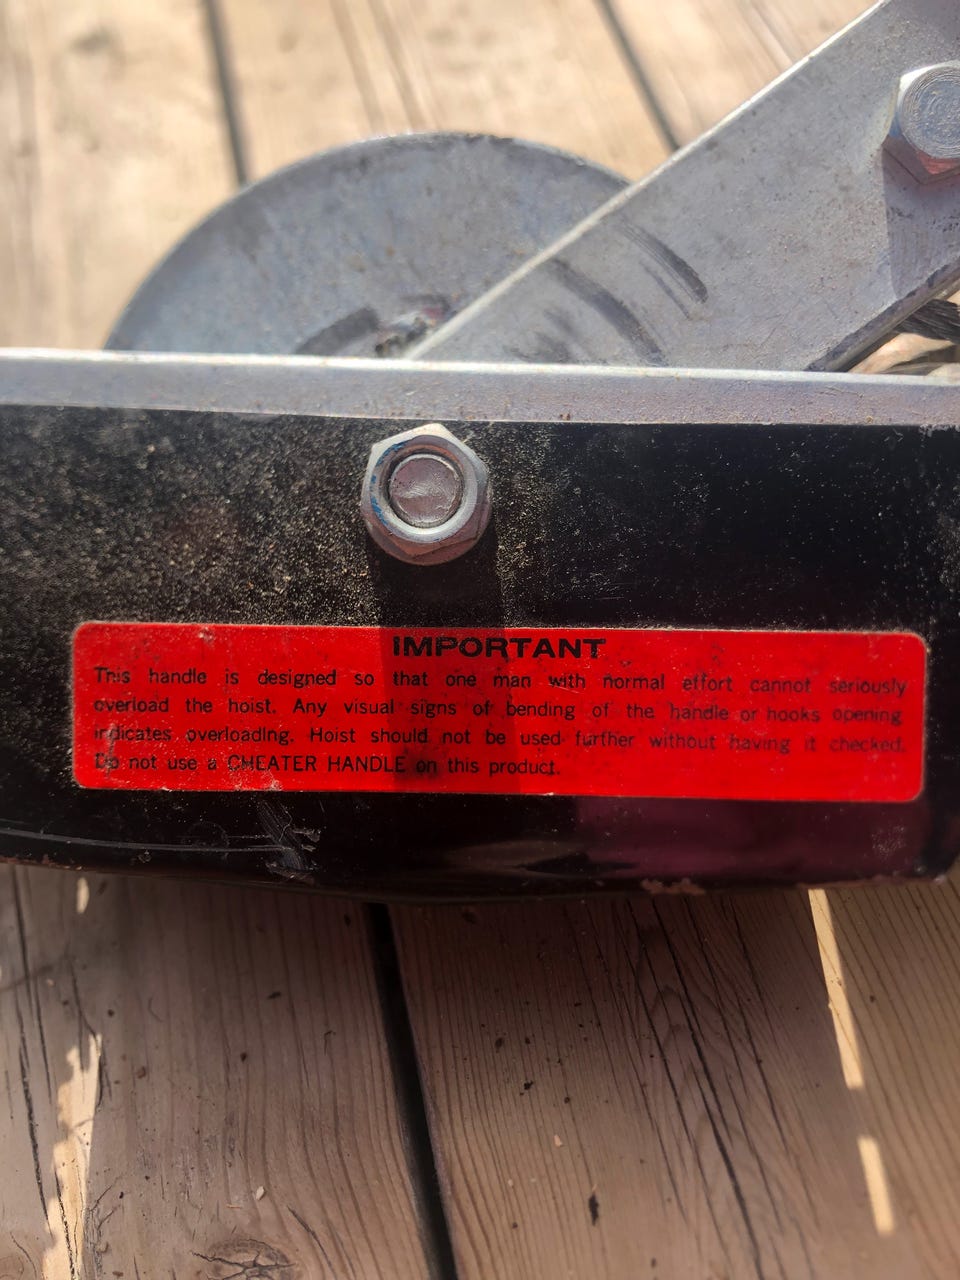 IMPORTANT
This handle is designed so that one man with normal effort cannot seriously
overload the hoist. Any visual signs of bending of the handle or hooks opening
indicates overloading. Hoist should not be used further without having it checked.
Do not use a CHEATER HANDLE on this product.